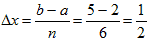 Δx = (b − a)/n = (5 − 2)/6 = 1/2